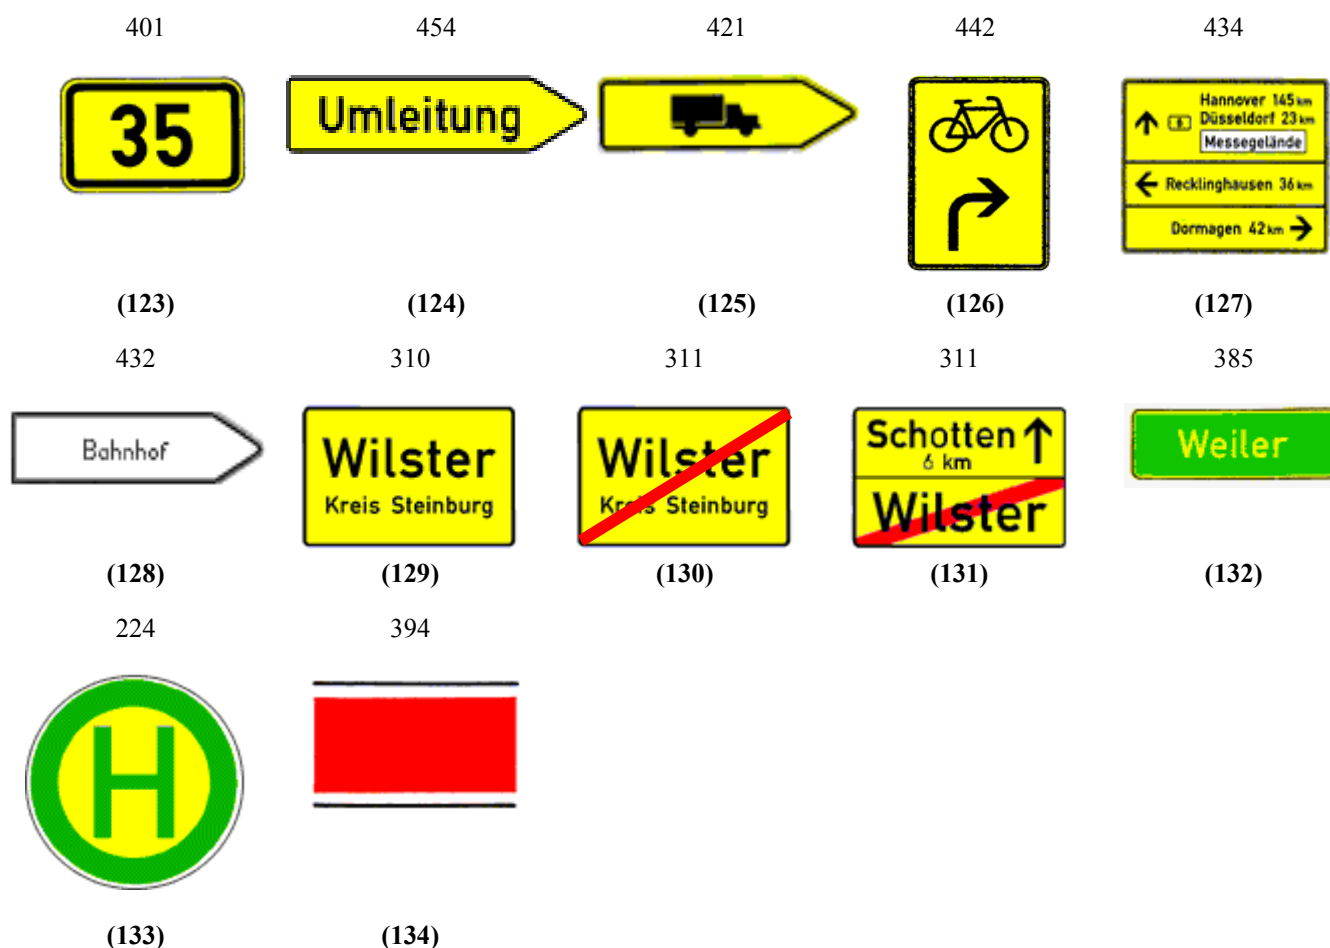 401 454 421 442 434
35 Umleitung
Hannover 145 km
Düsseldorf 23 km
Messegelände
Recklinghausen 36 km
Dormagen 42 km
(123) (124) (125) (126) (127)
432 310 311 311 385
Bahnhof
Wilster
Kreis Steinburg
Wilster
Kreis Steinburg
Schotten
6 km
Wilster
Weiler
(128) (129) (130) (131) (132)
224 394
H
(133) (134)